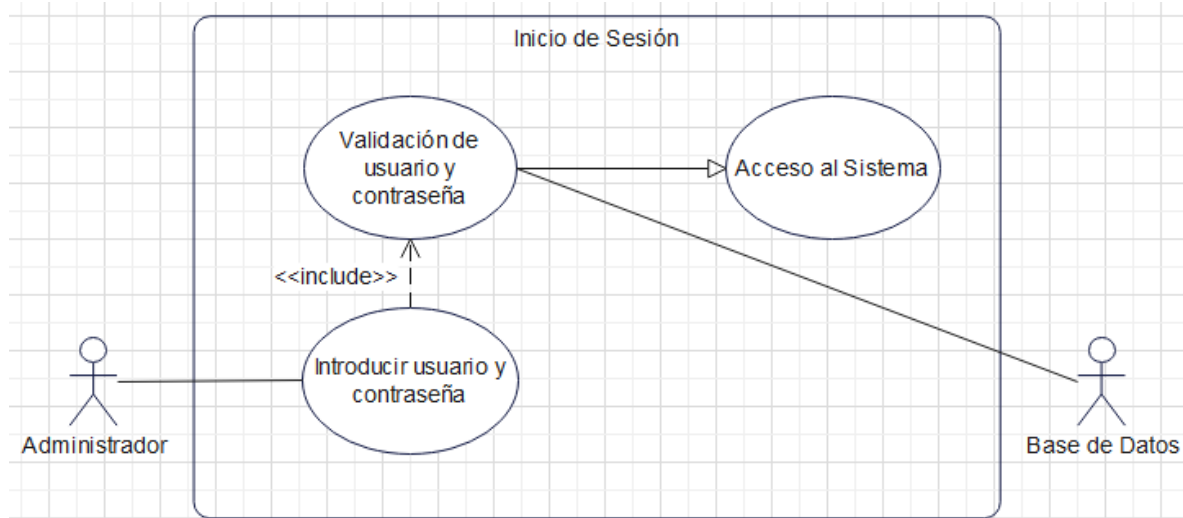 Inicio de Sesión
Validación de
usuario y
contraseña
Acceso al Sistema
<<include>>
Introducir usuario y
contraseña
Administrador
Base de Datos